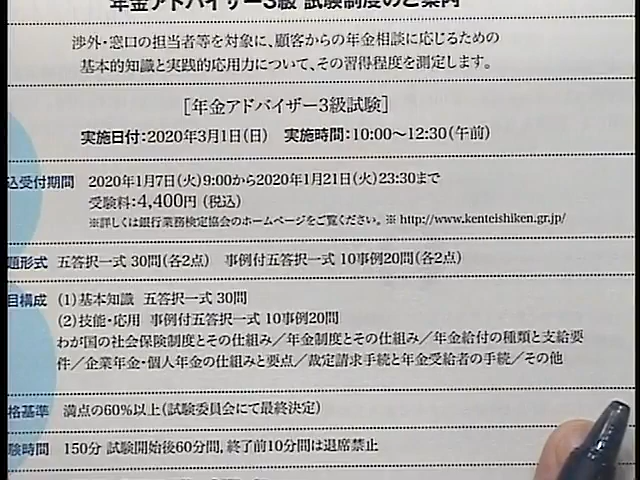 年金アドバイザー3級 試験制度のご案内
渉外・窓口の担当者等を対象に、顧客からの年金相談に応じるための
基本的知識と実践的応用力について、その習得程度を測定します。
［年金アドバイザー3級試験］
実施日付:2020年3月1日(日) 実施時間:10:00〜12:30(午前)
込受付期間 2020年1月7日(火)9:00から2020年1月21日(火)23:30まで
受験料:4,400円 (税込)
※詳しくは銀行業務検定協会のホームページをご覧ください。※ http://www.kenteishiken.gr.jp/
題形式 五答択一式 30問(各2点) 事例付五答択一式 10事例20問(各2点)
目構成 (1)基本知識 五答択一式 30問
(2)技能・応用 事例付五答択一式 10事例20問
わが国の社会保険制度とその仕組み／年金制度とその仕組み／年金給付の種類と支給要
件／企業年金・個人年金の仕組みと要点／裁定請求手続と年金受給者の手続／その他
格基準 満点の60%以上(試験委員会にて最終決定)
験時間 150分 試験開始後60分間,終了前10分間は退席禁止